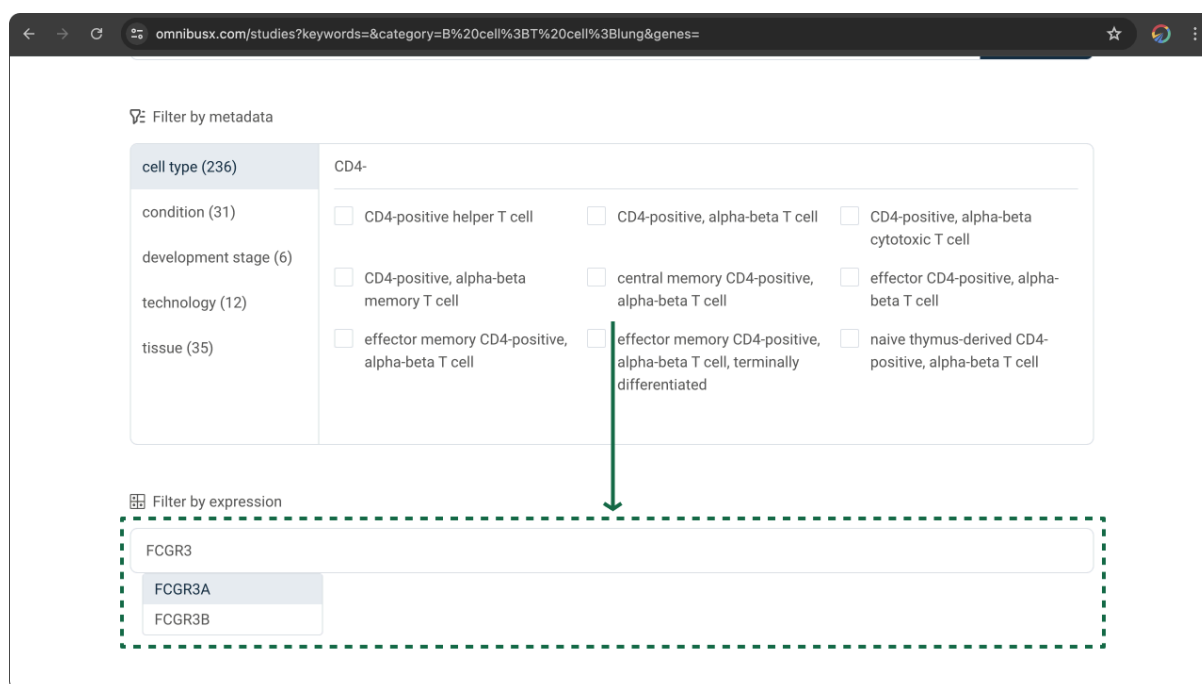 omnibusx.com/studies?keywords=&category=B%20cell%3BT%20cell%3Blung&genes=
Filter by metadata
cell type (236)
condition (31)
development stage (6)
technology (12)
tissue (35)
CD4-
CD4-positive helper T cell
CD4-positive, alpha-beta T cell
CD4-positive, alpha-beta
cytotoxic T cell
CD4-positive, alpha-beta
memory T cell
central memory CD4-positive,
alpha-beta T cell
effector CD4-positive, alpha-
beta T cell
effector memory CD4-positive,
alpha-beta T cell
effector memory CD4-positive,
alpha-beta T cell, terminally
differentiated
naive thymus-derived CD4-
positive, alpha-beta T cell
Filter by expression
FCGR3
FCGR3A
FCGR3B